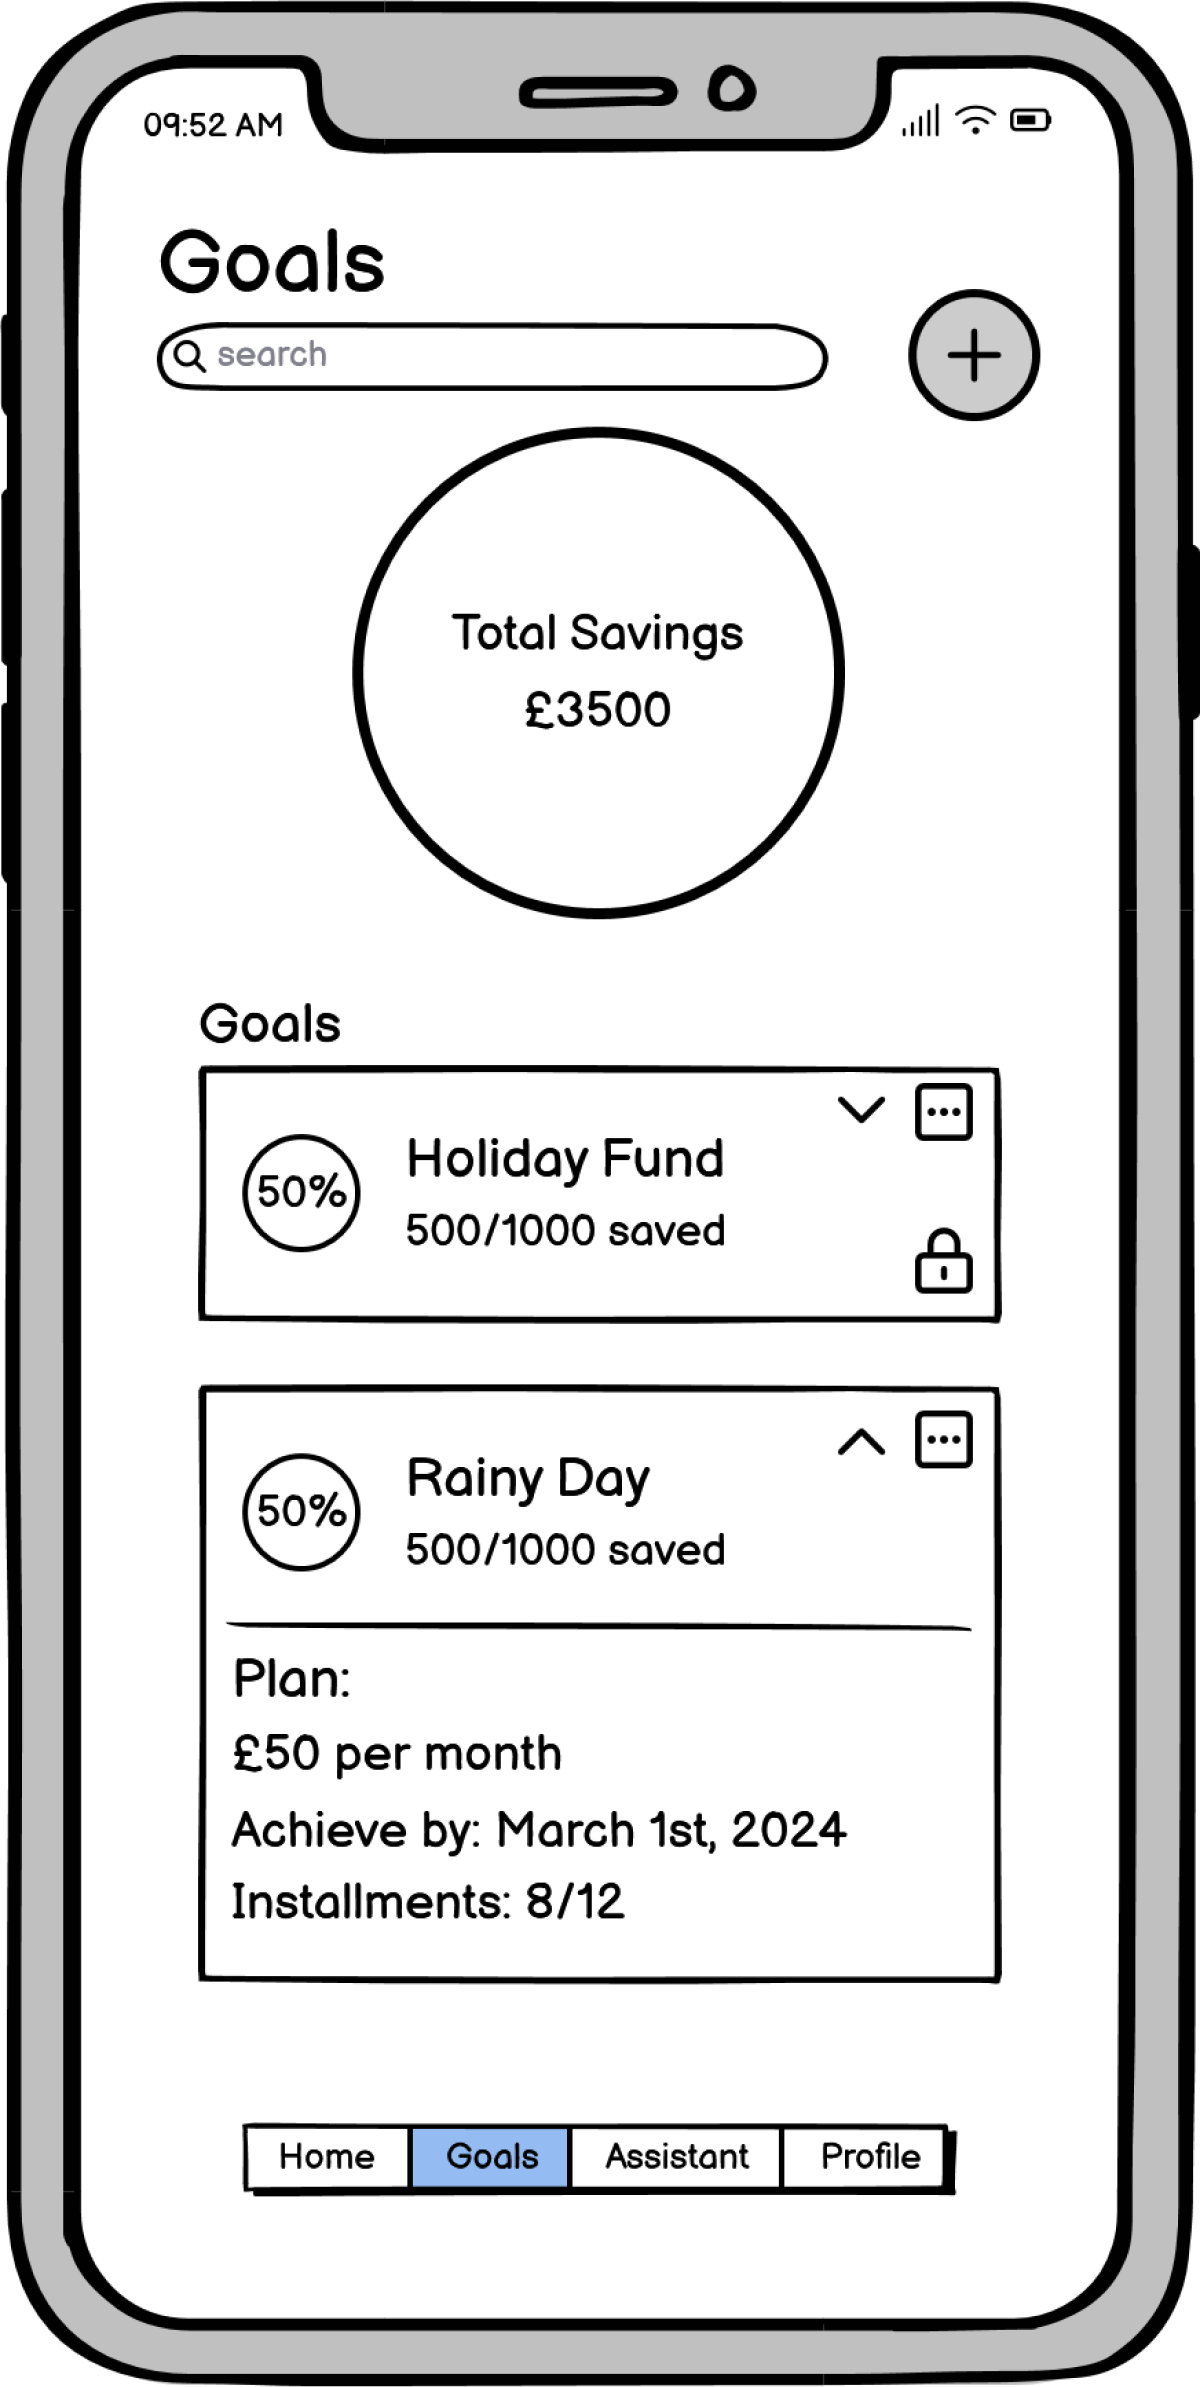 09:52 AM
Goals
search
+
Total Savings
£3500
Goals
50%
Holiday Fund
500/1000 saved
50%
Rainy Day
500/1000 saved
Plan:
£50 per month
Achieve by: March 1st, 2024
Installments: 8/12
Home Goals Assistant Profile